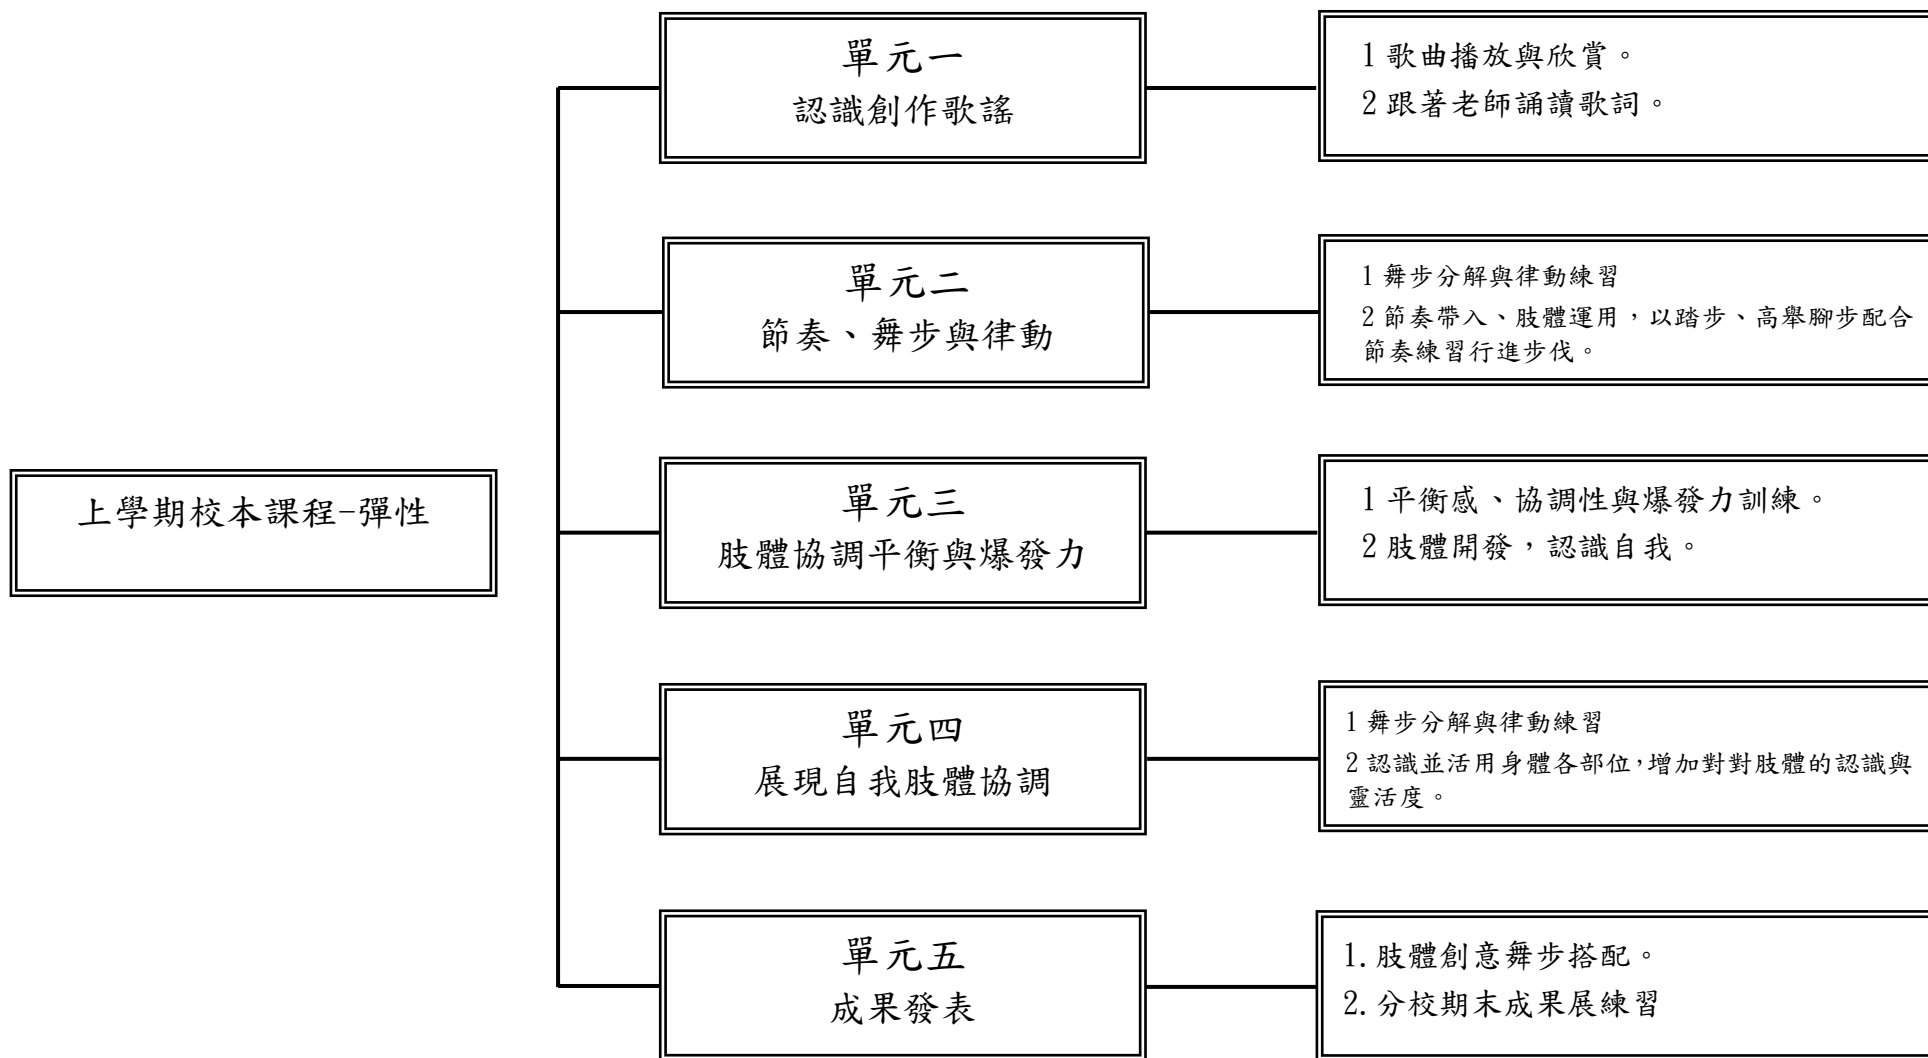 單元一
認識創作歌謠
1 歌曲播放與欣賞。
2 跟著老師誦讀歌詞。
單元二
節奏、舞步與律動
1 舞步分解與律動練習
2 節奏帶入、肢體運用，以踏步、高舉腳步配合
節奏練習行進步伐。
上學期校本課程-彈性
單元三
肢體協調平衡與爆發力
1 平衡感、協調性與爆發力訓練。
2 肢體開發，認識自我。
單元四
展現自我肢體協調
1 舞步分解與律動練習
2 認識並活用身體各部位，增加對對肢體的認識與
靈活度。
單元五
成果發表
1. 肢體創意舞步搭配。
2. 分校期末成果展練習